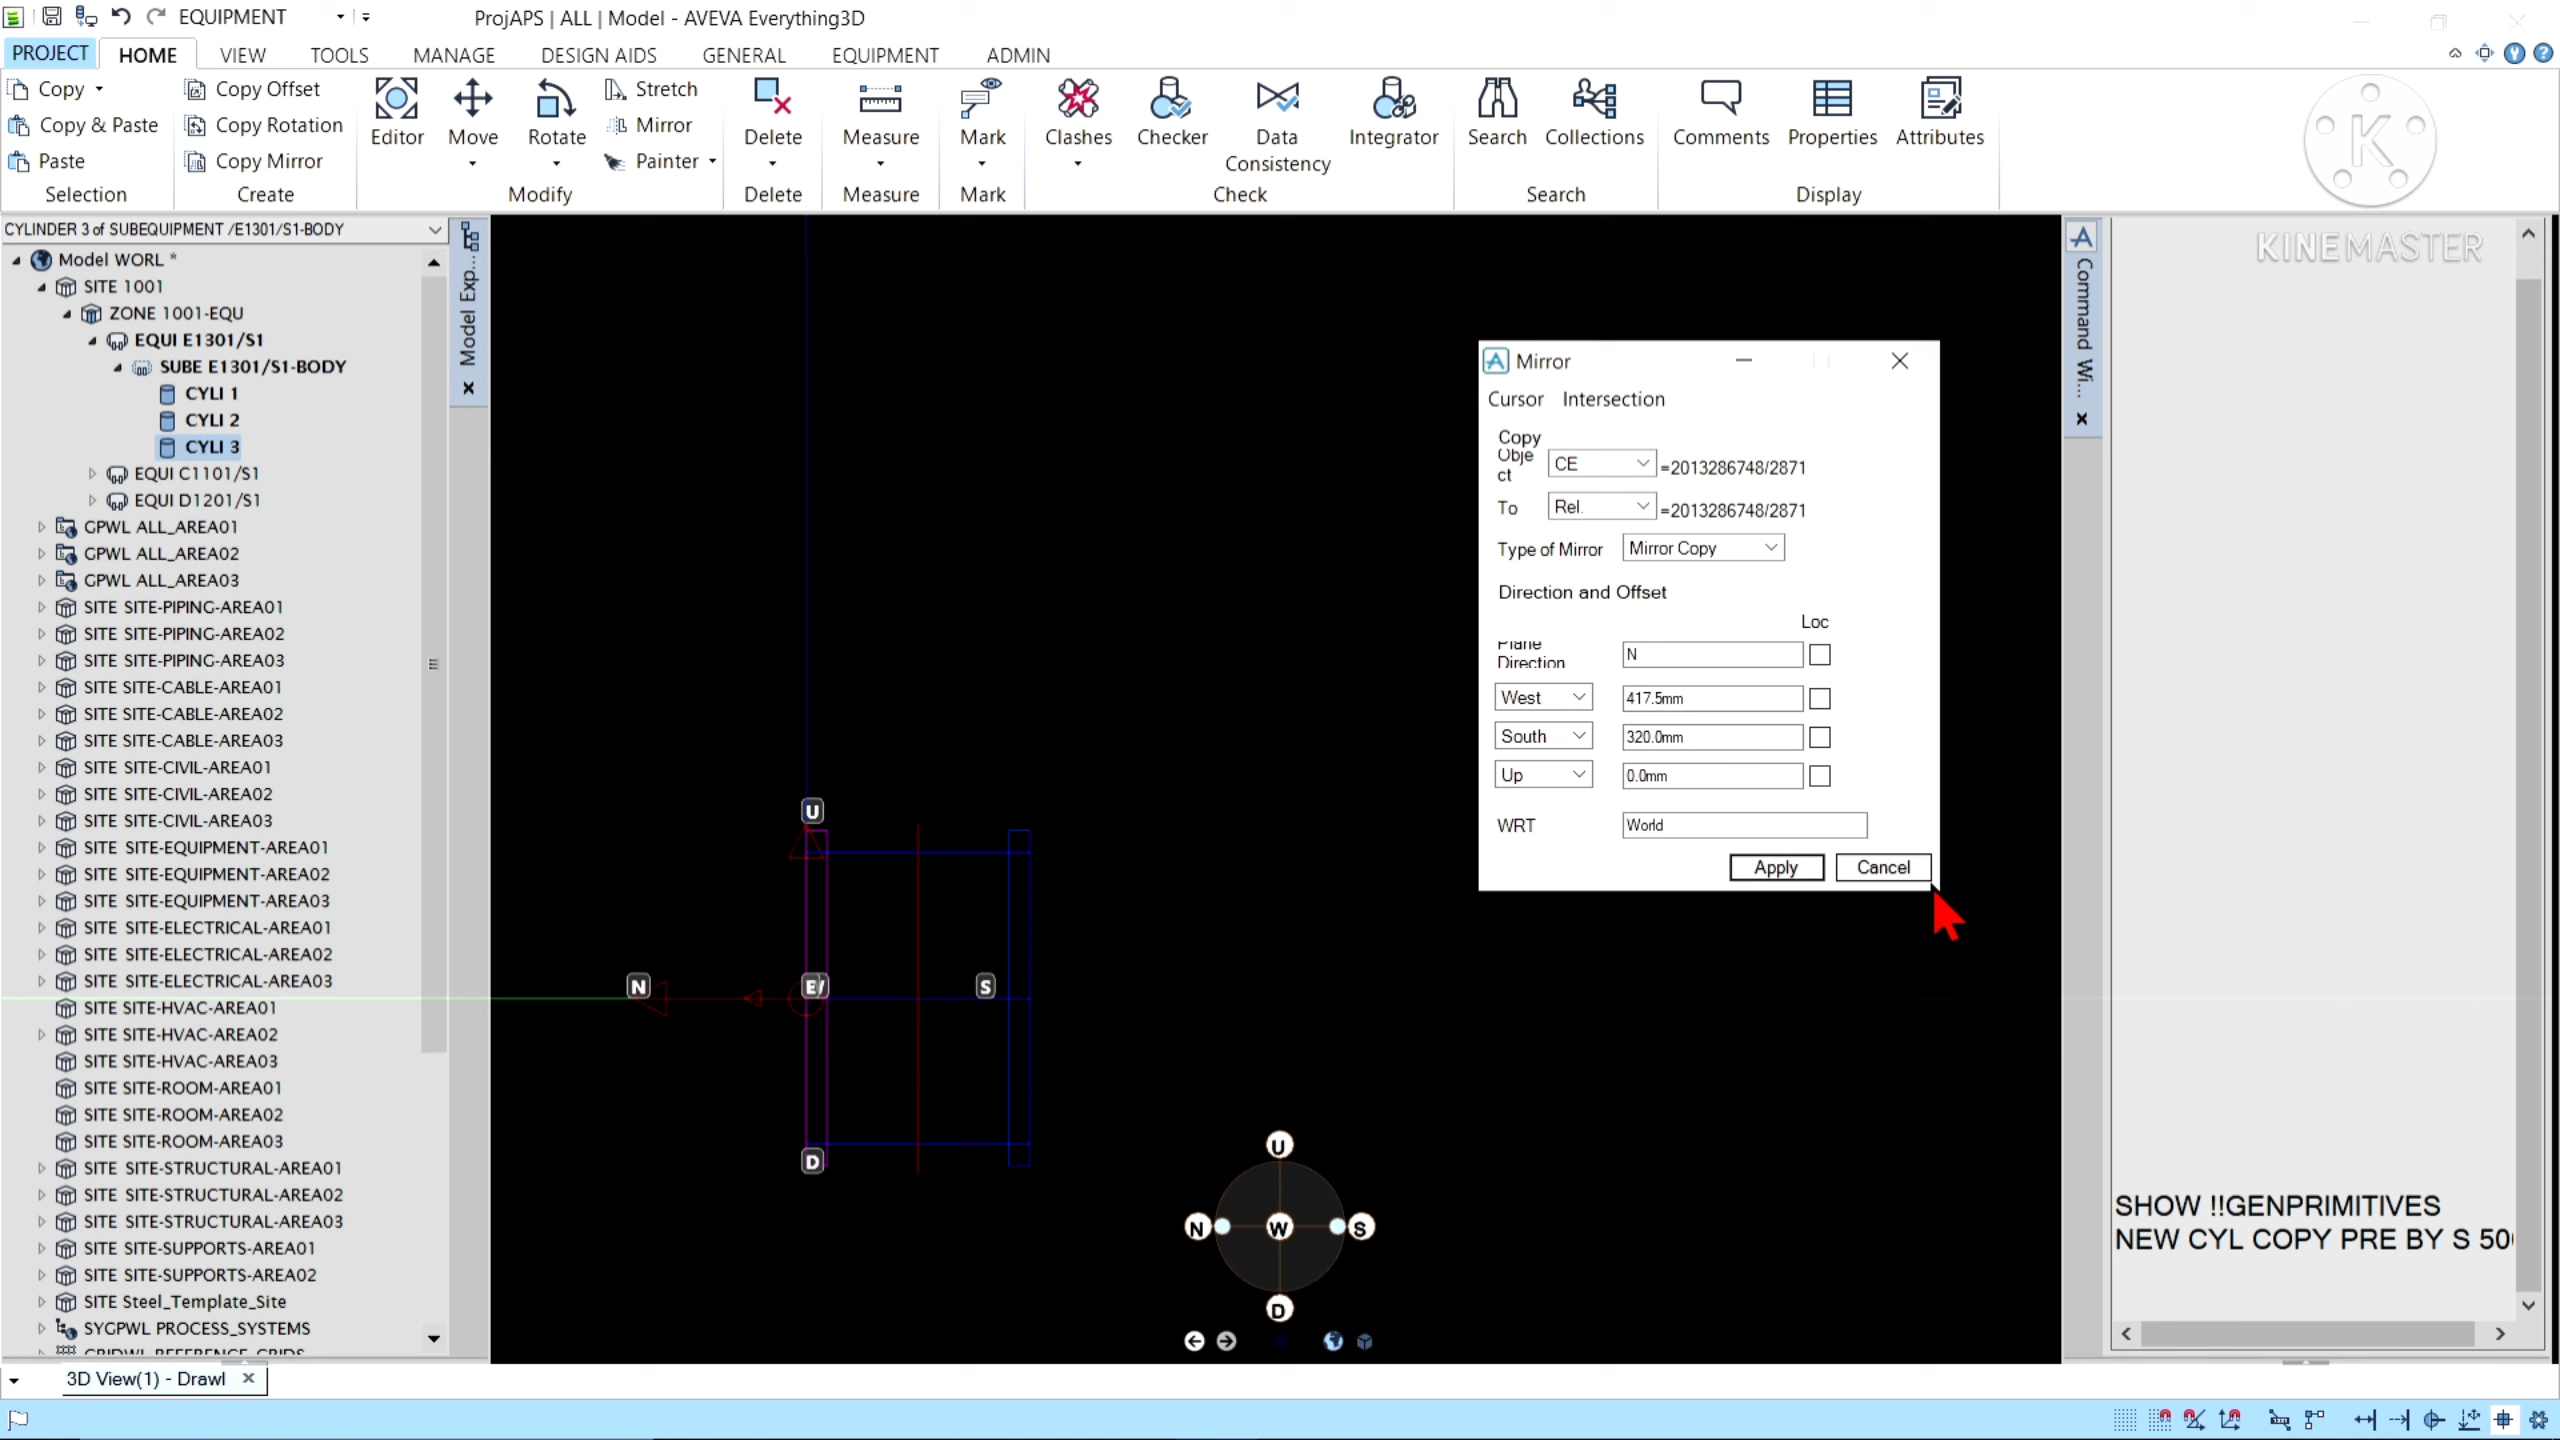 EQUIPMENT
ProjAPS | ALL | Model - AVEVA Everything3D
PROJECT HOME VIEW TOOLS MANAGE DESIGN AIDS GENERAL EQUIPMENT ADMIN
Copy
Copy & Paste
Paste
Selection
Copy Offset
Copy Rotation
Copy Mirror
Create
Editor
Move
Rotate
Stretch
Mirror
Painter
Modify
Delete
Delete
Measure
Measure
Mark
Mark
Clashes
Checker
Data
Consistency
Integrator
Check
Search
Collections
Search
Comments
Properties
Attributes
Display
K
KINEMASTER
CYLINDER 3 of SUBEQUIPMENT /E1301/S1-BODY
Model WORL *
SITE 1001
ZONE 1001-EQU
EQUI E1301/S1
SUBE E1301/S1-BODY
CYLI 1
CYLI 2
CYLI 3
EQUI C1101/S1
EQUI D1201/S1
GPWL ALL_AREA01
GPWL ALL_AREA02
GPWL ALL_AREA03
SITE SITE-PIPING-AREA01
SITE SITE-PIPING-AREA02
SITE SITE-PIPING-AREA03
SITE SITE-CABLE-AREA01
SITE SITE-CABLE-AREA02
SITE SITE-CABLE-AREA03
SITE SITE-CIVIL-AREA01
SITE SITE-CIVIL-AREA02
SITE SITE-CIVIL-AREA03
SITE SITE-EQUIPMENT-AREA01
SITE SITE-EQUIPMENT-AREA02
SITE SITE-EQUIPMENT-AREA03
SITE SITE-ELECTRICAL-AREA01
SITE SITE-ELECTRICAL-AREA02
SITE SITE-ELECTRICAL-AREA03
SITE SITE-HVAC-AREA01
SITE SITE-HVAC-AREA02
SITE SITE-HVAC-AREA03
SITE SITE-ROOM-AREA01
SITE SITE-ROOM-AREA02
SITE SITE-ROOM-AREA03
SITE SITE-STRUCTURAL-AREA01
SITE SITE-STRUCTURAL-AREA02
SITE SITE-STRUCTURAL-AREA03
SITE SITE-SUPPORTS-AREA01
SITE SITE-SUPPORTS-AREA02
SITE Steel_Template_Site
SYGPWL PROCESS_SYSTEMS
Model Exp...
U
N
E
S
D
U
N W S
D
Mirror
Cursor Intersection
Copy
Obje
ct
CE
=2013286748/2871
To
Rel.
=2013286748/2871
Type of Mirror
Mirror Copy
Direction and Offset
Loc
Plane
Direction
N
West
417.5mm
South
320.0mm
Up
0.0mm
WRT
World
Apply
Cancel
Command Wi...
SHOW !!GENPRIMITIVES
NEW CYL COPY PRE BY S 50
3D View(1) - Drawl